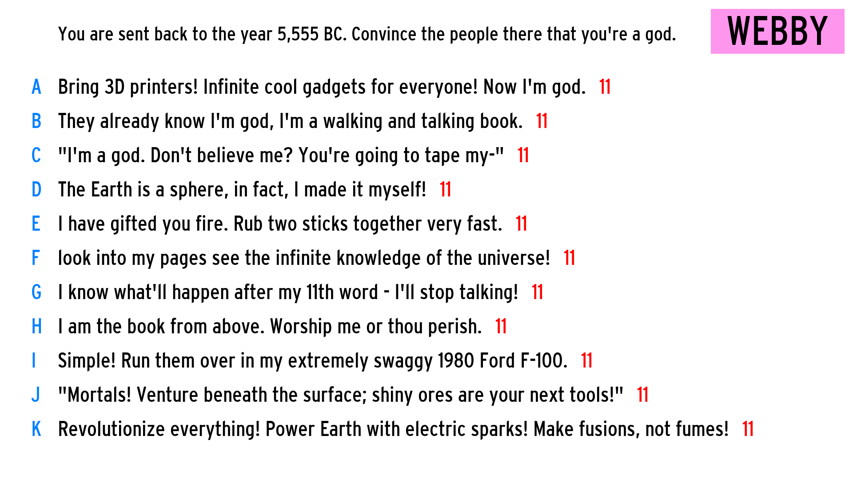 You are sent back to the year 5,555 BC. Convince the people there that you're a god.
WEBBY
A Bring 3D printers! Infinite cool gadgets for everyone! Now I'm god. 11
B They already know I'm god, I'm a walking and talking book. 11
C "I'm a god. Don't believe me? You're going to tape my-" 11
D The Earth is a sphere, in fact, I made it myself! 11
E I have gifted you fire. Rub two sticks together very fast. 11
F look into my pages see the infinite knowledge of the universe! 11
G I know what'll happen after my 11th word - I'll stop talking! 11
H I am the book from above. Worship me or thou perish. 11
I Simple! Run them over in my extremely swaggy 1980 Ford F-100. 11
J "Mortals! Venture beneath the surface; shiny ores are your next tools!" 11
K Revolutionize everything! Power Earth with electric sparks! Make fusions, not fumes! 11